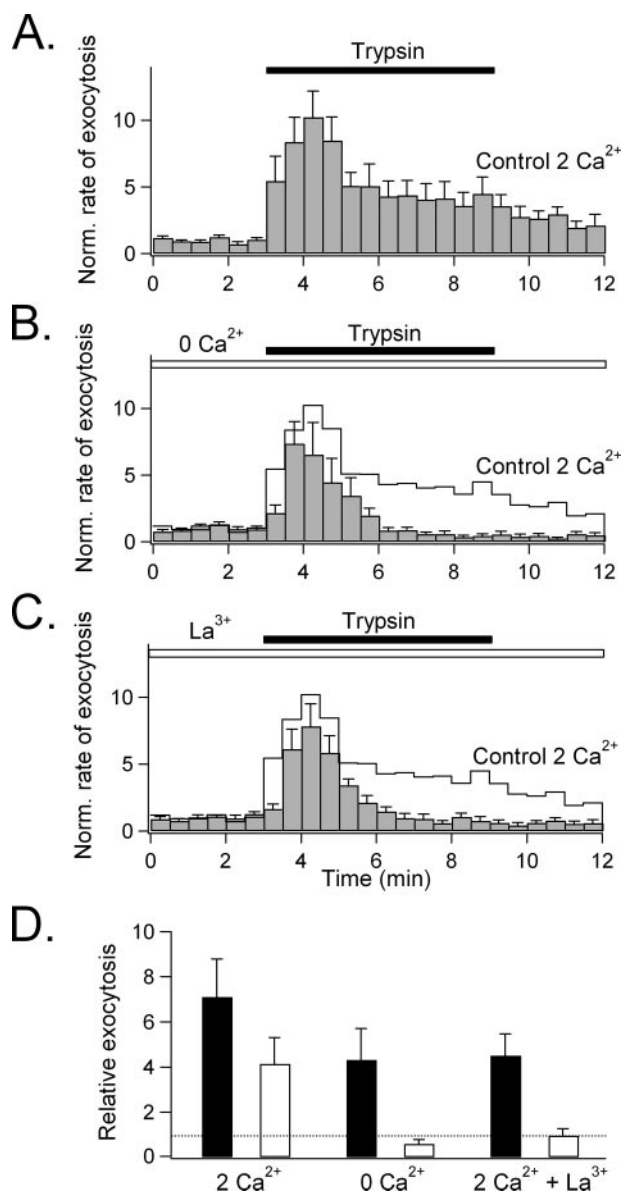 A.
Trypsin
Norm. rate of exocytosis
10
5
0
Control 2 Ca²⁺
0 2 4 6 8 10 12
B.
0 Ca²⁺ Trypsin
Norm. rate of exocytosis
10
5
0
Control 2 Ca²⁺
0 2 4 6 8 10 12
C.
La³⁺ Trypsin
Norm. rate of exocytosis
10
5
0
Control 2 Ca²⁺
0 2 4 6 8 10 12
Time (min)
D.
Relative exocytosis
10
8
6
4
2
0
2 Ca²⁺ 0 Ca²⁺ 2 Ca²⁺ + La³⁺